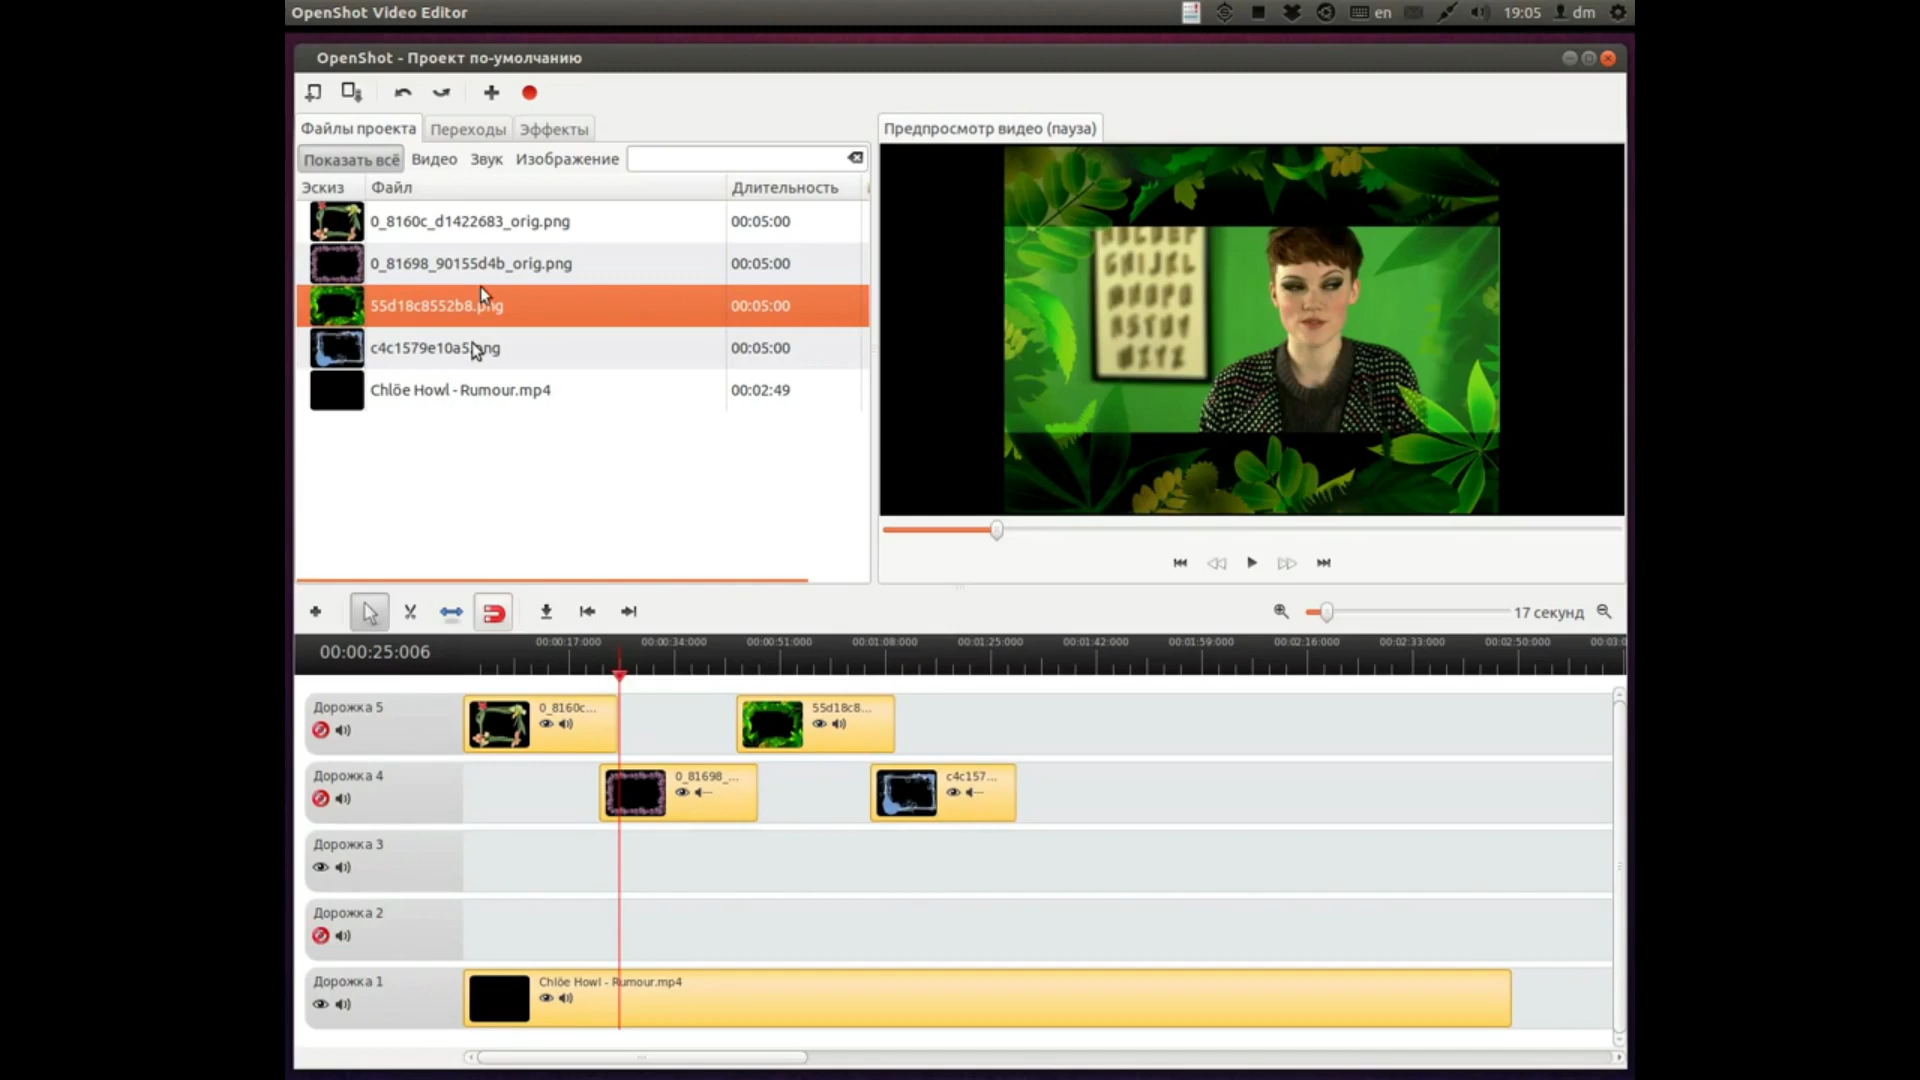 OpenShot Video Editor
en
19:05
dm
OpenShot - Проект по-умолчанию
Файлы проекта
Переходы
Эффекты
Предпросмотр видео (пауза)
Показать всё
Видео
Звук
Изображение
Эскиз
Файл
Длительность
0_8160c_d1422683_orig.png
00:05:00
0_81698_90155d4b_orig.png
00:05:00
55d18c8552b8.png
00:05:00
c4c1579e10a5.png
00:05:00
Chlöe Howl - Rumour.mp4
00:02:49
17 секунд
00:00:25:006
00:00:17:000
00:00:34:000
00:00:51:000
00:01:08:000
00:01:25:000
00:01:42:000
00:01:59:000
00:02:16:000
00:02:33:000
00:02:50:000
00:03:0
Дорожка 5
0_8160c...
55d18c8...
Дорожка 4
0_81698_...
c4c157...
Дорожка 3
Дорожка 2
Дорожка 1
Chlöe Howl - Rumour.mp4